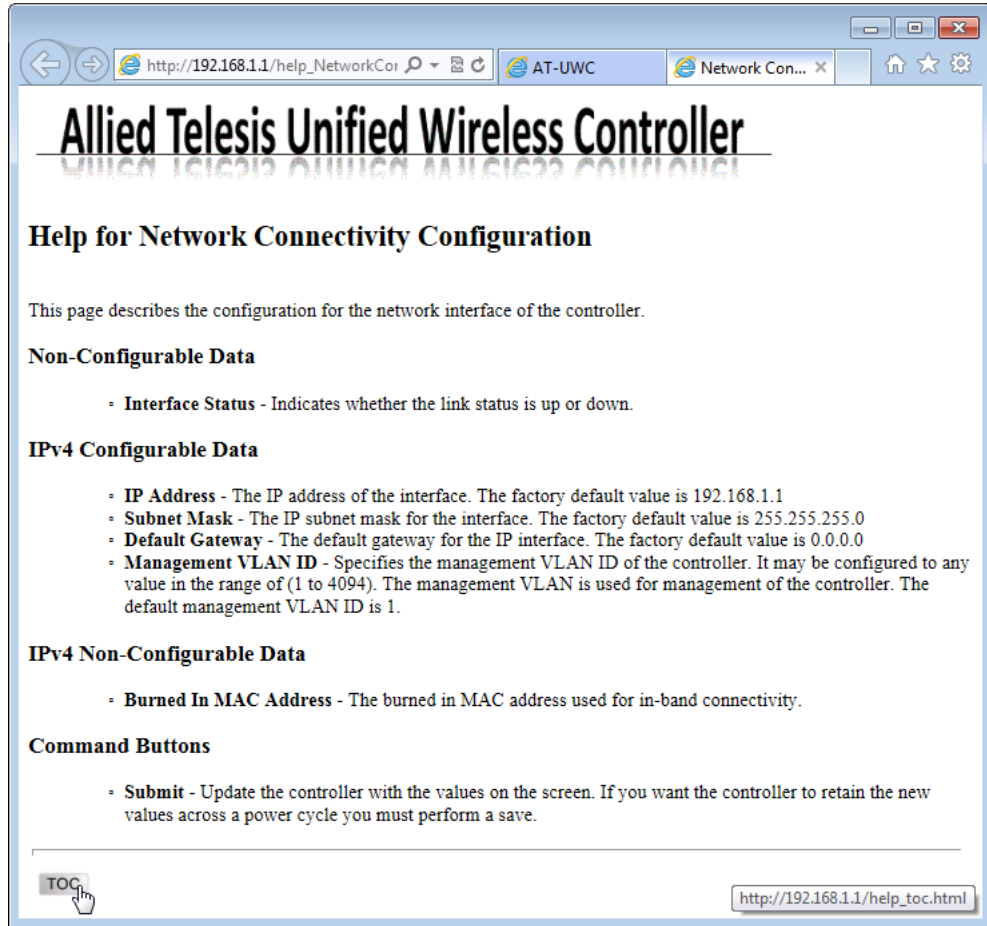 http://192.168.1.1/help_NetworkCor
AT-UWC
Network Con...
Allied Telesis Unified Wireless Controller
Help for Network Connectivity Configuration
This page describes the configuration for the network interface of the controller.
Non-Configurable Data
▫ Interface Status - Indicates whether the link status is up or down.
IPv4 Configurable Data
▫ IP Address - The IP address of the interface. The factory default value is 192.168.1.1
▫ Subnet Mask - The IP subnet mask for the interface. The factory default value is 255.255.255.0
▫ Default Gateway - The default gateway for the IP interface. The factory default value is 0.0.0.0
▫ Management VLAN ID - Specifies the management VLAN ID of the controller. It may be configured to any
value in the range of (1 to 4094). The management VLAN is used for management of the controller. The
default management VLAN ID is 1.
IPv4 Non-Configurable Data
▫ Burned In MAC Address - The burned in MAC address used for in-band connectivity.
Command Buttons
▫ Submit - Update the controller with the values on the screen. If you want the controller to retain the new
values across a power cycle you must perform a save.
TOC
http://192.168.1.1/help_toc.html